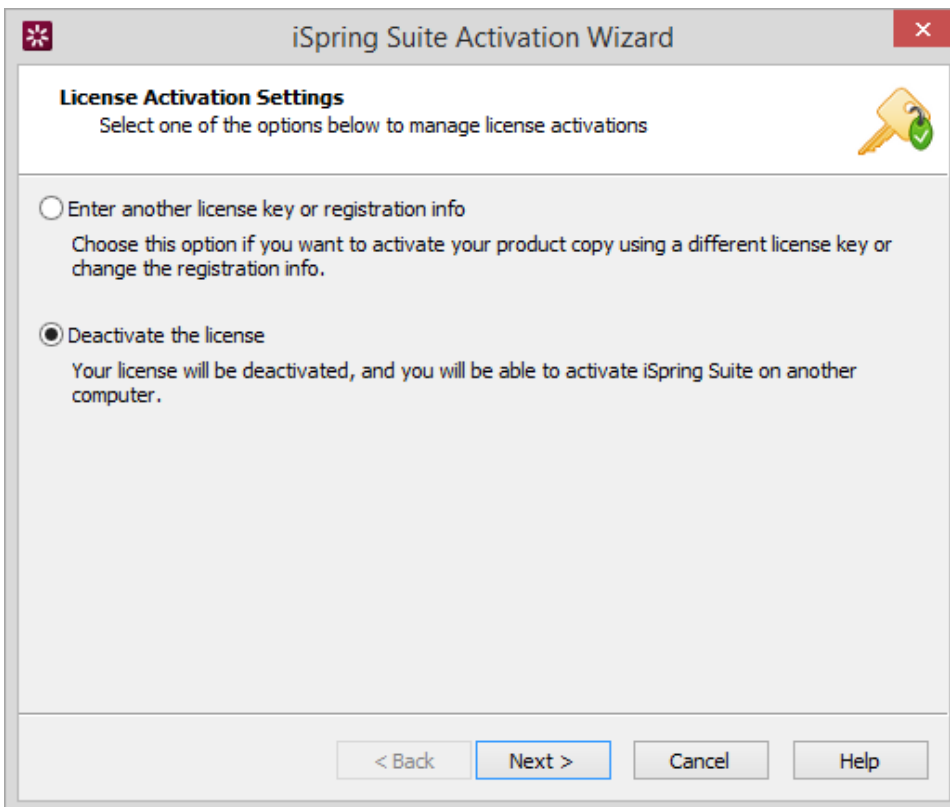 iSpring Suite Activation Wizard
License Activation Settings
Select one of the options below to manage license activations
Enter another license key or registration info
Choose this option if you want to activate your product copy using a different license key or
change the registration info.
Deactivate the license
Your license will be deactivated, and you will be able to activate iSpring Suite on another
computer.
< Back Next > Cancel Help